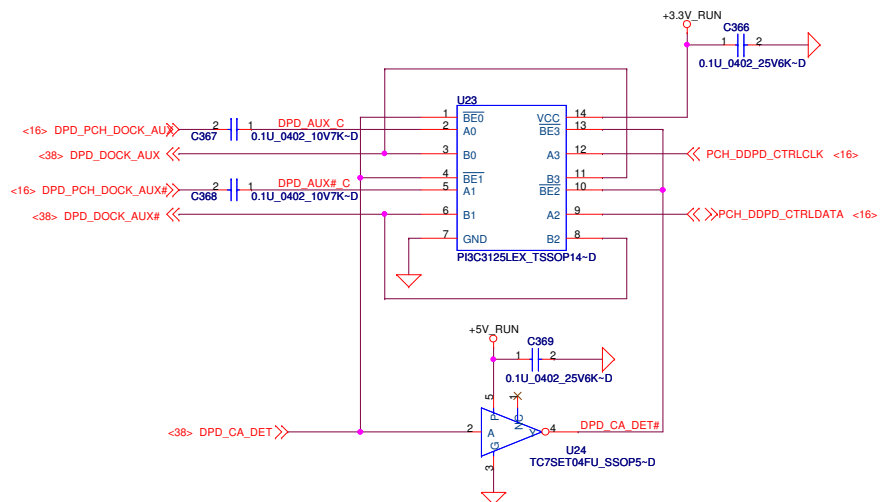 +3.3V_RUN
C366
1 2
0.1U_0402_25V6K~D
U23
1 BE0 VCC 14
2 A0 BE3 13
3 B0 A3 12
4 BE1 B3 11
5 A1 BE2 10
6 B1 A2 9
7 GND B2 8
PI3C3125LEX_TSSOP14~D
<16> DPD_PCH_DOCK_AUX
2 1
C367
DPD_AUX_C
0.1U_0402_10V7K~D
<38> DPD_DOCK_AUX
<16> DPD_PCH_DOCK_AUX#
2 1
C368
DPD_AUX#_C
0.1U_0402_10V7K~D
<38> DPD_DOCK_AUX#
PCH_DDPD_CTRLCLK <16>
PCH_DDPD_CTRLDATA <16>
+5V_RUN
C369
1 2
0.1U_0402_25V6K~D
<38> DPD_CA_DET
5
P
1
NC
2 A Y 4
G
3
DPD_CA_DET#
U24
TC7SET04FU_SSOP5~D